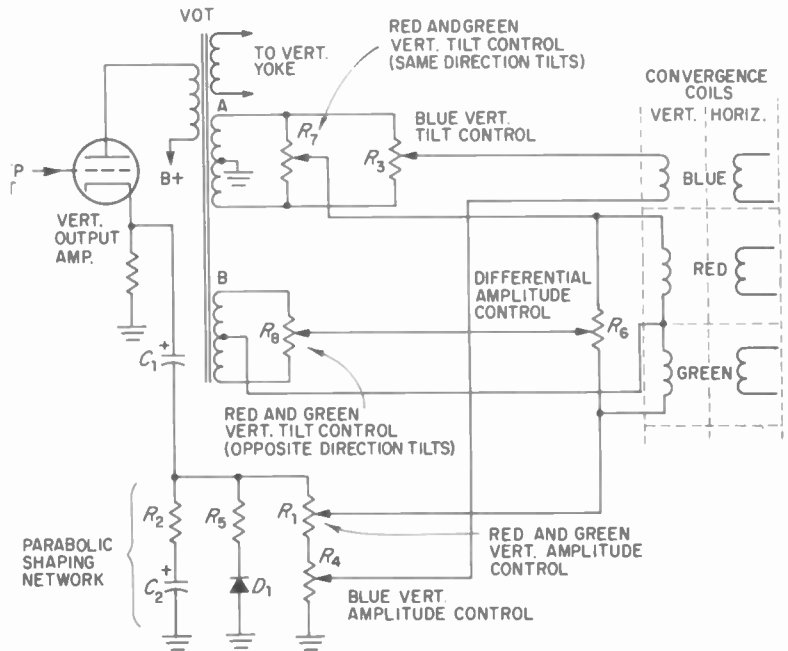 VOT
RED AND GREEN
VERT. TILT CONTROL
(SAME DIRECTION TILTS)
TO VERT.
YOKE
CONVERGENCE
COILS
VERT. HORIZ.
A
R7
BLUE VERT.
TILT CONTROL
R3
P
B+
BLUE
VERT.
OUTPUT
AMP.
RED
DIFFERENTIAL
AMPLITUDE
CONTROL
B
R8
R6
+
C1
GREEN
RED AND GREEN
VERT. TILT CONTROL
(OPPOSITE DIRECTION TILTS)
R2
R5
R1
PARABOLIC
SHAPING
NETWORK
RED AND GREEN
VERT. AMPLITUDE
CONTROL
R4
+
C2
D1
BLUE VERT.
AMPLITUDE CONTROL